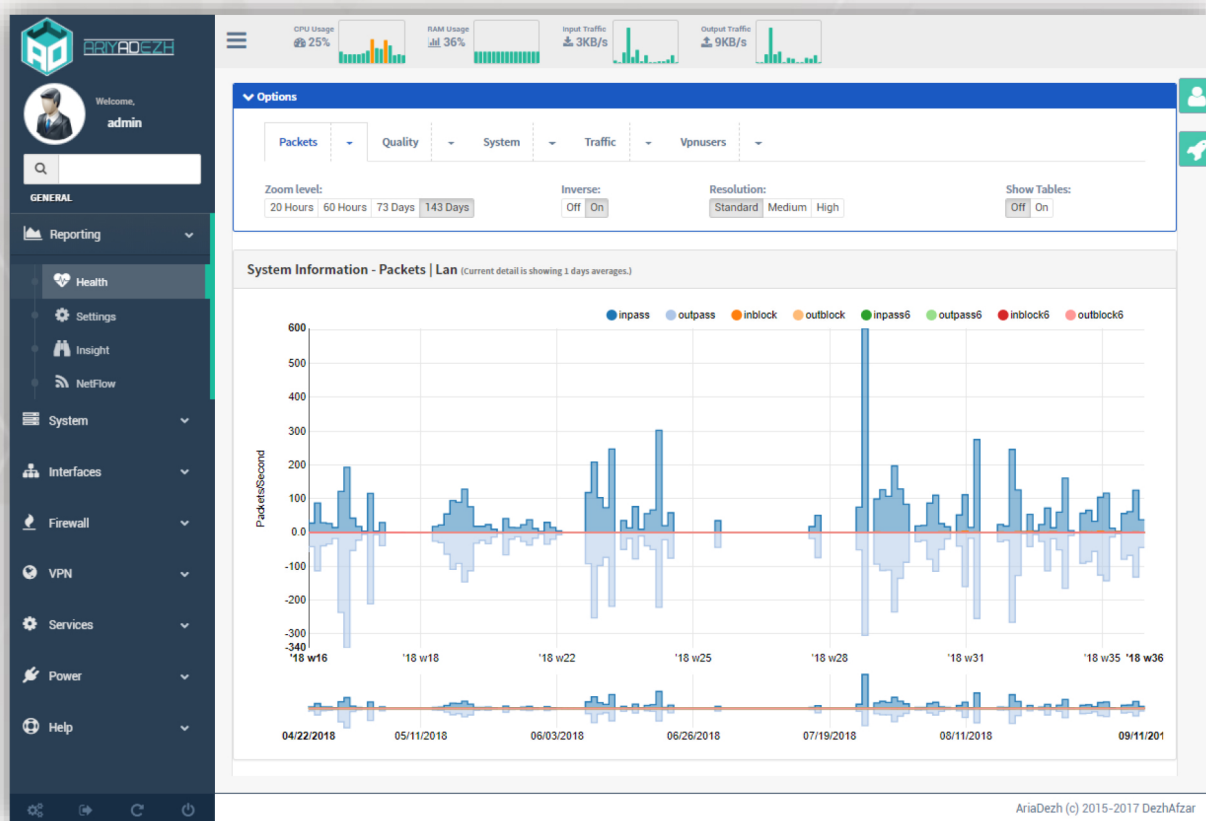 ARIYADEZH
CPU Usage
25%
RAM Usage
36%
Input Traffic
3KB/s
Output Traffic
9KB/s
Welcome,
admin
GENERAL
Reporting
Health
Settings
Insight
NetFlow
System
Interfaces
Firewall
VPN
Services
Power
Help
Options
Packets
Quality
System
Traffic
Vpnusers
Zoom level:
20 Hours 60 Hours 73 Days 143 Days
Inverse:
Off On
Resolution:
Standard Medium High
Show Tables:
Off On
System Information - Packets | Lan (Current detail is showing 1 days averages.)
inpass outpass inblock outblock inpass6 outpass6 inblock6 outblock6
Packets/Second
600
500
400
300
200
100
0.0
-100
-200
-300
-340
'18 w16 '18 w18 '18 w22 '18 w25 '18 w28 '18 w31 '18 w35 '18 w36
04/22/2018 05/11/2018 06/03/2018 06/26/2018 07/19/2018 08/11/2018 09/11/201
AriaDezh (c) 2015-2017 DezhAfzar